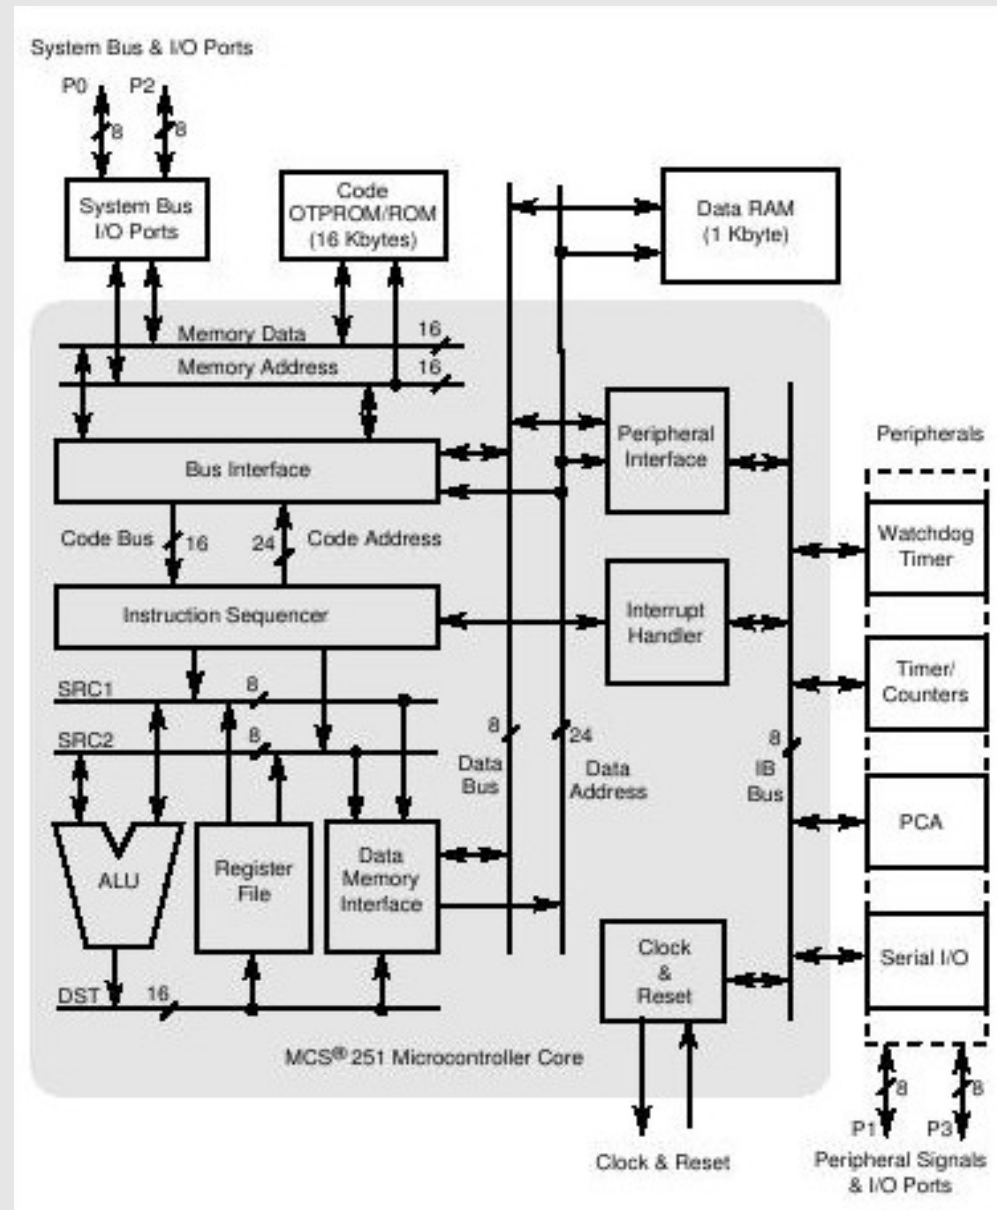 System Bus & I/O Ports
P0
P2
8
8
System Bus
I/O Ports
Code
OTPROM/ROM
(16 Kbytes)
Data RAM
(1 Kbyte)
Memory Data
16
Memory Address
16
Bus Interface
Peripheral
Interface
Peripherals
Code Bus
16
24
Code Address
Watchdog
Timer
Instruction Sequencer
Interrupt
Handler
Timer/
Counters
SRC1
8
SRC2
8
8
Data
Bus
24
Data
Address
8
IB
Bus
PCA
ALU
Register
File
Data
Memory
Interface
Clock
&
Reset
Serial I/O
DST
16
MCS® 251 Microcontroller Core
8
8
P1
P3
Clock & Reset
Peripheral Signals
& I/O Ports